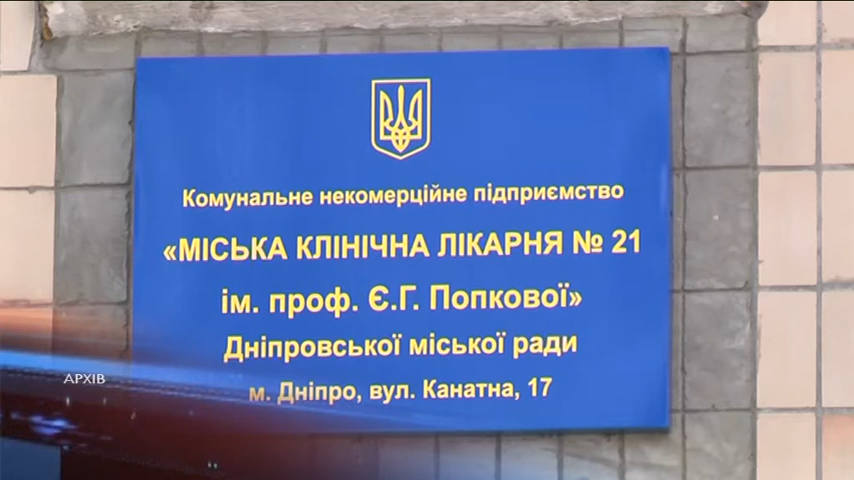 Комунальне некомерційне підприємство
«МІСЬКА КЛІНІЧНА ЛІКАРНЯ № 21
ім. проф. Є.Г. Попкової»
Дніпровської міської ради
м. Дніпро, вул. Канатна, 17
АРХІВ